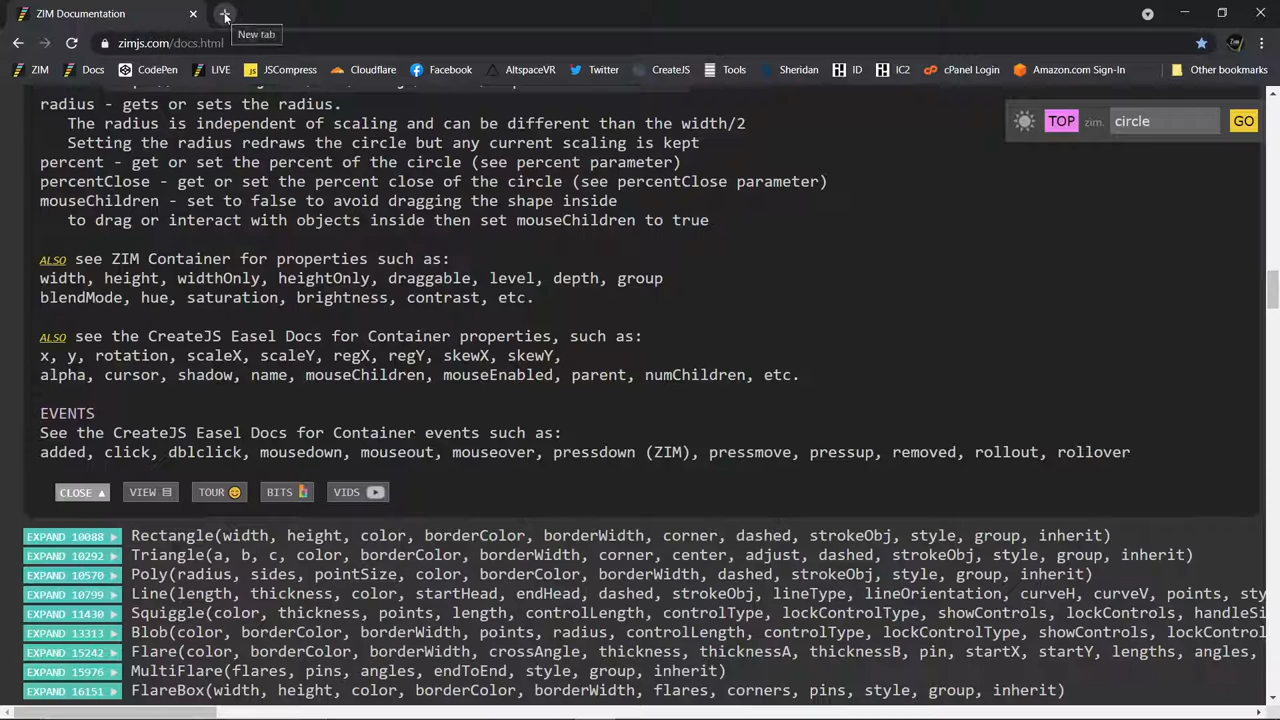 ZIM Documentation
New tab
zimjs.com/docs.html
ZIM Docs CodePen LIVE JSCompress Cloudflare Facebook AltspaceVR Twitter CreateJS Tools Sheridan ID IC2 cPanel Login Amazon.com Sign-In Other bookmarks
TOP zim. circle GO
radius - gets or sets the radius.
The radius is independent of scaling and can be different than the width/2
Setting the radius redraws the circle but any current scaling is kept
percent - get or set the percent of the circle (see percent parameter)
percentClose - get or set the percent close of the circle (see percentClose parameter)
mouseChildren - set to false to avoid dragging the shape inside
to drag or interact with objects inside then set mouseChildren to true
ALSO see ZIM Container for properties such as:
width, height, widthOnly, heightOnly, draggable, level, depth, group
blendMode, hue, saturation, brightness, contrast, etc.
ALSO see the CreateJS Easel Docs for Container properties, such as:
x, y, rotation, scaleX, scaleY, regX, regY, skewX, skewY,
alpha, cursor, shadow, name, mouseChildren, mouseEnabled, parent, numChildren, etc.
EVENTS
See the CreateJS Easel Docs for Container events such as:
added, click, dblclick, mousedown, mouseout, mouseover, pressdown (ZIM), pressmove, pressup, removed, rollout, rollover
CLOSE ▲ VIEW TOUR BITS VIDS
EXPAND 10088 ▶ Rectangle(width, height, color, borderColor, borderWidth, corner, dashed, strokeObj, style, group, inherit)
EXPAND 10292 ▶ Triangle(a, b, c, color, borderColor, borderWidth, corner, center, adjust, dashed, strokeObj, style, group, inherit)
EXPAND 10570 ▶ Poly(radius, sides, pointSize, color, borderColor, borderWidth, dashed, strokeObj, style, group, inherit)
EXPAND 10799 ▶ Line(length, thickness, color, startHead, endHead, dashed, strokeObj, lineType, lineOrientation, curveH, curveV, points, s
EXPAND 11430 ▶ Squiggle(color, thickness, points, length, controlLength, controlType, lockControlType, showControls, lockControls, handleSi
EXPAND 13313 ▶ Blob(color, borderColor, borderWidth, points, radius, controlLength, controlType, lockControlType, showControls, lockControl
EXPAND 15242 ▶ Flare(color, borderColor, borderWidth, crossAngle, thickness, thicknessA, thicknessB, pin, startX, startY, lengths, angles,
EXPAND 15976 ▶ MultiFlare(flares, pins, angles, endToEnd, style, group, inherit)
EXPAND 16151 ▶ FlareBox(width, height, color, borderColor, borderWidth, flares, corners, pins, style, group, inherit)